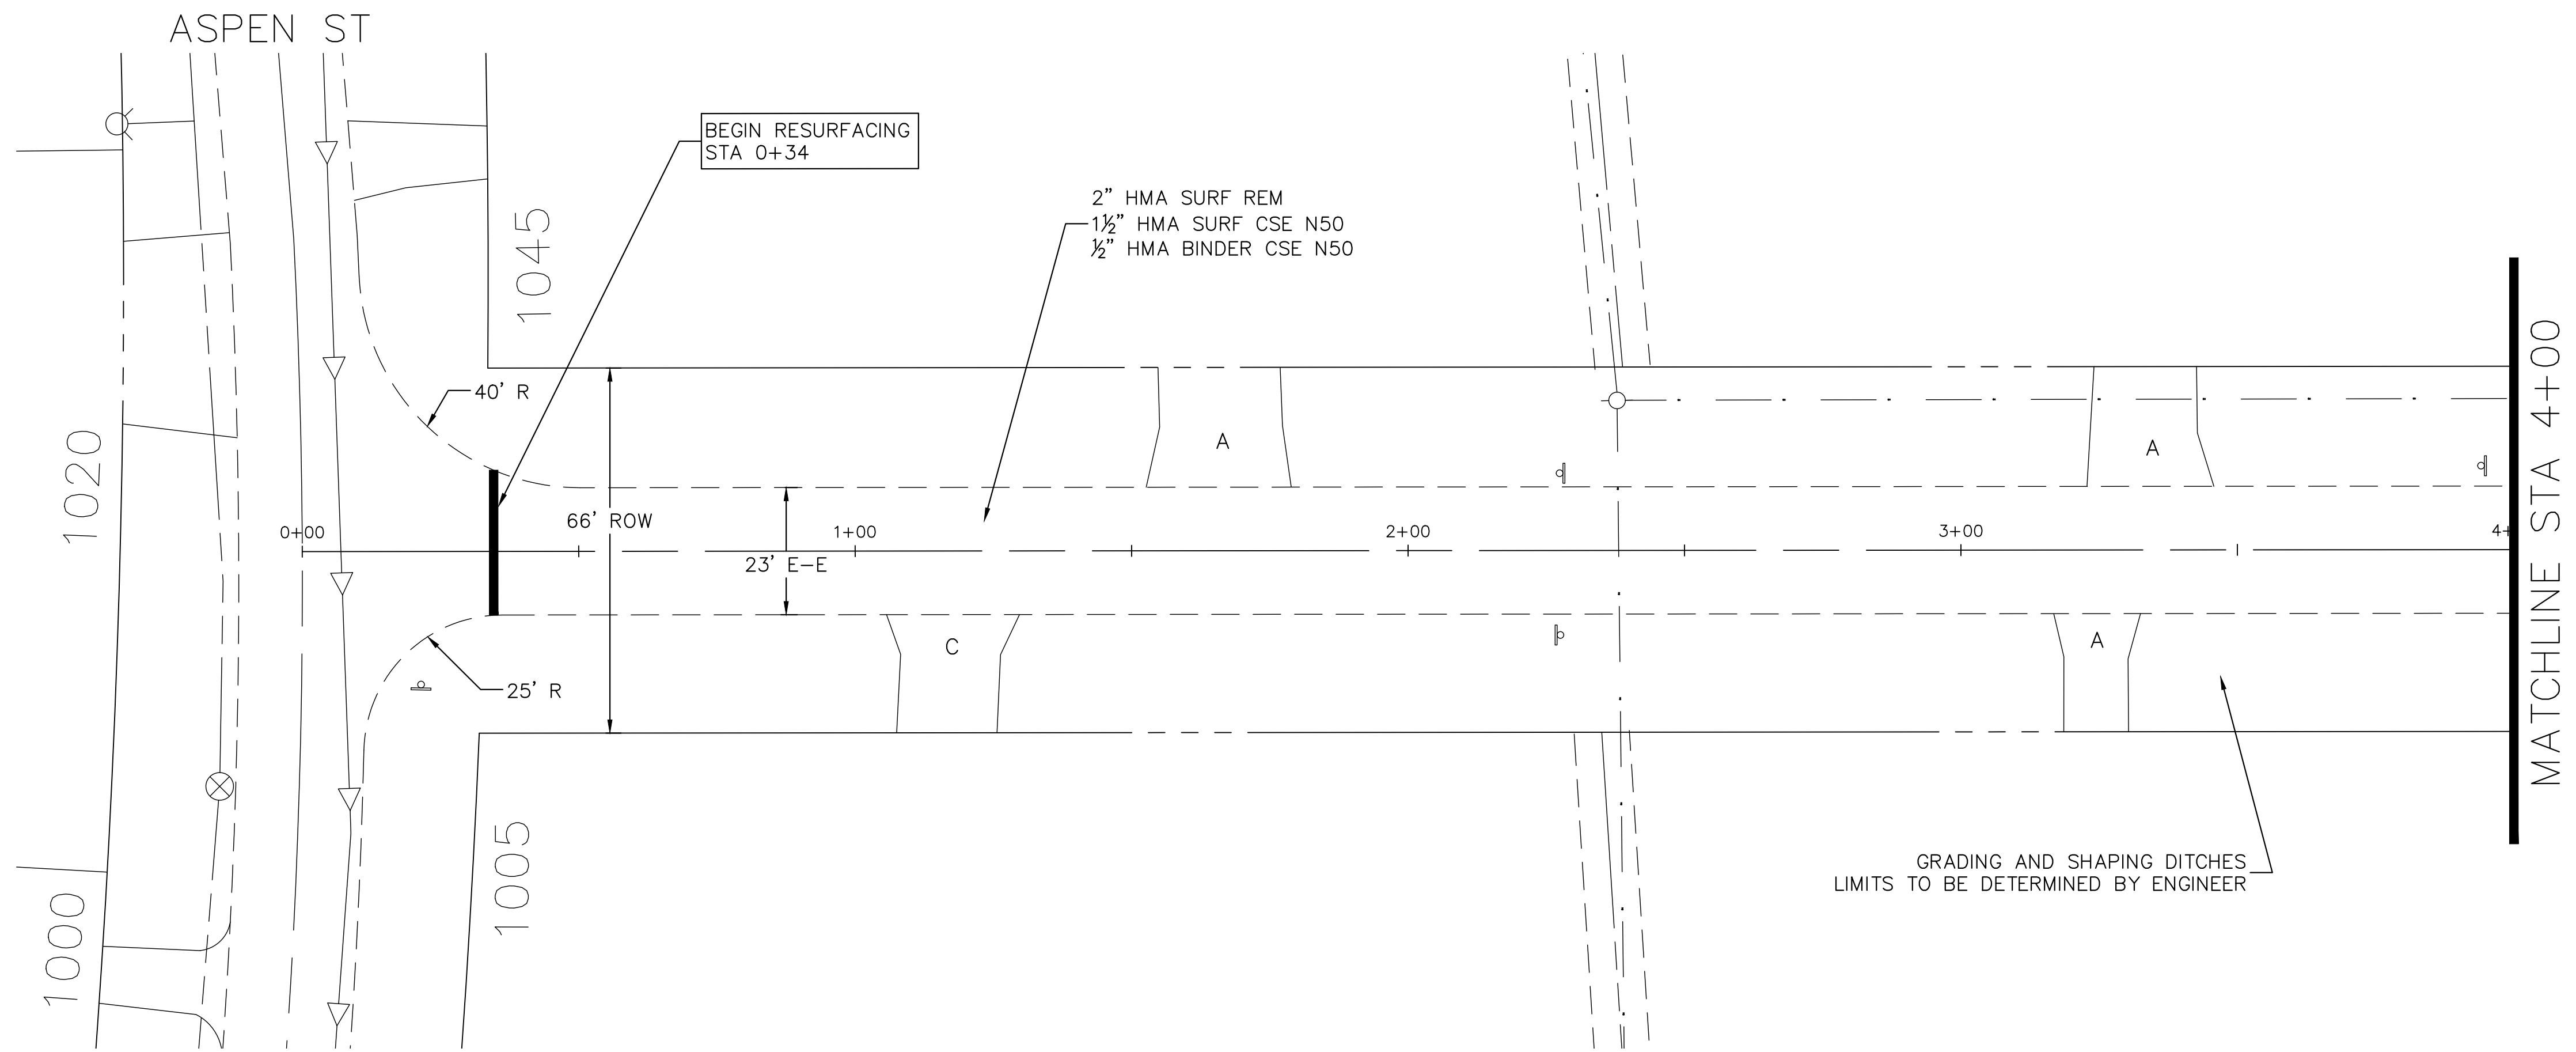 ASPEN ST
BEGIN RESURFACING
STA 0+34
2” HMA SURF REM
1½” HMA SURF CSE N50
½” HMA BINDER CSE N50
1045
40' R
1020
A
A
66' ROW
0+00
1+00
2+00
3+00
4+
23' E-E
C
A
25' R
MATCHLINE STA 4+00
1005
1000
GRADING AND SHAPING DITCHES
LIMITS TO BE DETERMINED BY ENGINEER